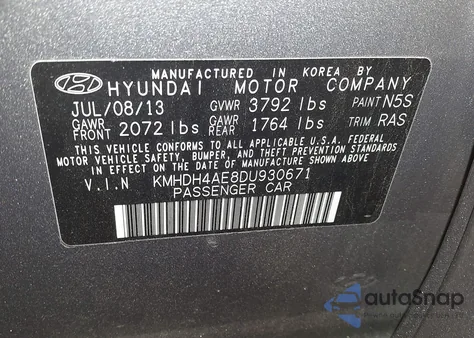 MANUFACTURED IN KOREA BY
HYUNDAI MOTOR COMPANY
JUL/08/13 GVWR 3792 lbs PAINT N5S
GAWR FRONT 2072 lbs GAWR REAR 1764 lbs TRIM RAS
THIS VEHICLE CONFORMS TO ALL APPLICABLE U.S.A. FEDERAL
MOTOR VEHICLE SAFETY, BUMPER, AND THEFT PREVENTION
STANDARDS IN EFFECT ON THE DATE OF MANUFACTURE SHOWN ABOVE.
V.I.N KMHDH4AE8DU930671
PASSENGER CAR
autoSnap